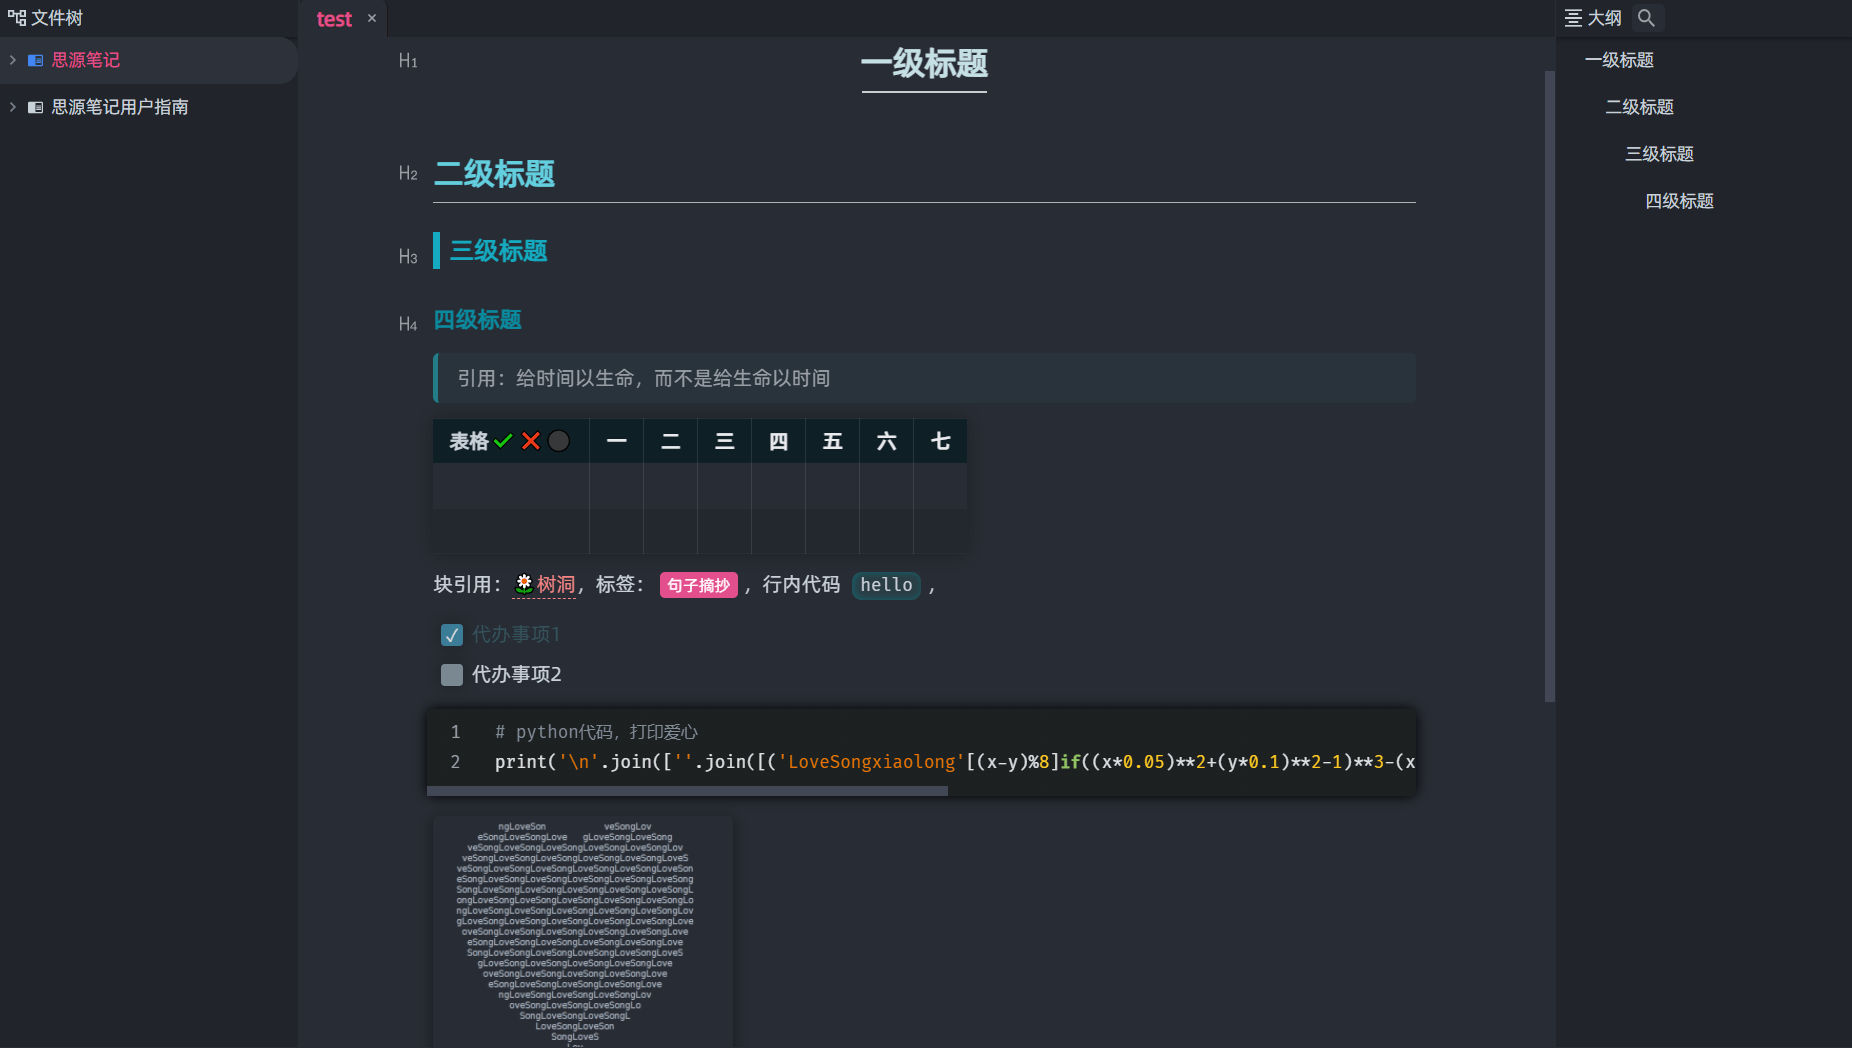 文件树
思源笔记
思源笔记用户指南
test ×
H1 一级标题
H2 二级标题
H3 三级标题
H4 四级标题
引用：给时间以生命，而不是给生命以时间
表格✔❌⚫ 一 二 三 四 五 六 七
块引用：🌼树洞，标签： 句子摘抄 ，行内代码 hello ，
代办事项1
代办事项2
1 # python代码，打印爱心
2 print('\n'.join([''.join([('LoveSongxiaolong'[(x-y)%8]if((x*0.05)**2+(y*0.1)**2-1)**3-(x
ngLoveSon veSongLov
eSongLoveSongLove gLoveSongLoveSong
veSongLoveSongLoveSongLoveSongLoveSongLov
veSongLoveSongLoveSongLoveSongLoveSongLoveS
veSongLoveSongLoveSongLoveSongLoveSongLoveSon
eSongLoveSongLoveSongLoveSongLoveSongLoveSong
SongLoveSongLoveSongLoveSongLoveSongLoveSongL
ongLoveSongLoveSongLoveSongLoveSongLoveSongLo
ngLoveSongLoveSongLoveSongLoveSongLoveSongLov
gLoveSongLoveSongLoveSongLoveSongLoveSongLove
oveSongLoveSongLoveSongLoveSongLoveSongLove
eSongLoveSongLoveSongLoveSongLoveSongLove
SongLoveSongLoveSongLoveSongLoveSongLoveS
gLoveSongLoveSongLoveSongLoveSongLove
oveSongLoveSongLoveSongLoveSongLove
eSongLoveSongLoveSongLoveSongLove
ngLoveSongLoveSongLoveSongLov
oveSongLoveSongLoveSongLo
SongLoveSongLoveSongL
LoveSongLoveSon
SongLoveS
大纲
一级标题
二级标题
三级标题
四级标题